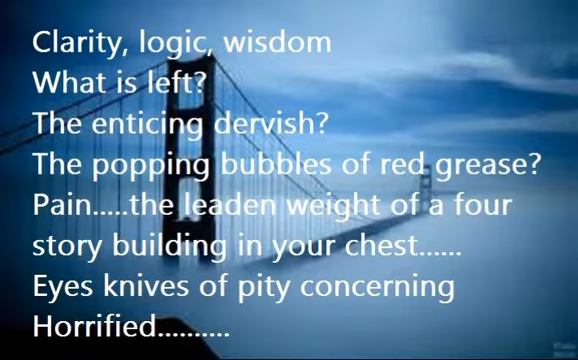 Clarity, logic, wisdom
What is left?
The enticing dervish?
The popping bubbles of red grease?
Pain.....the leaden weight of a four
story building in your chest......
Eyes knives of pity concerning
Horrified..........